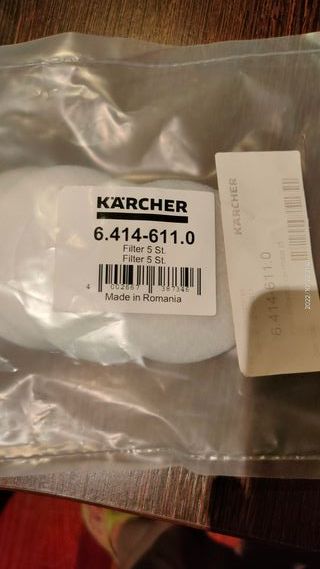 KÄRCHER
6.414-611.0
Filter 5 St.
Filter 5 St.
Made in Romania
KÄRCHER
6.414-611.0